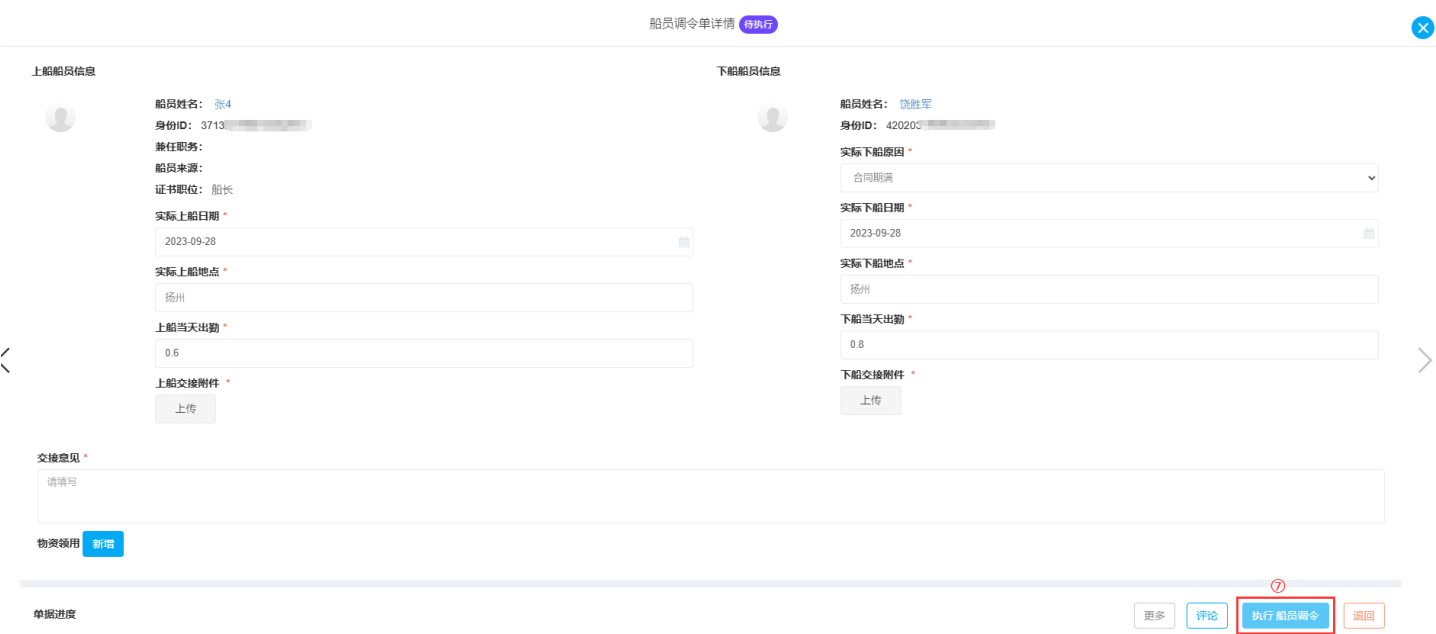 船员调令单详情 待执行
上船船员信息
船员姓名： 张4
身份ID： 3713
兼任职务：
船员来源：
证书职位： 船长
实际上船日期 *
2023-09-28
实际上船地点 *
扬州
上船当天出勤 *
0.6
上船交接附件 *
上传
下船船员信息
船员姓名： 饶胜军
身份ID： 420203
实际下船原因 *
合同期满
实际下船日期 *
2023-09-28
实际下船地点 *
扬州
下船当天出勤 *
0.8
下船交接附件 *
上传
交接意见 *
请填写
物资领用 新增
⑦
单据进度 更多 评论 执行 船员调令 退回